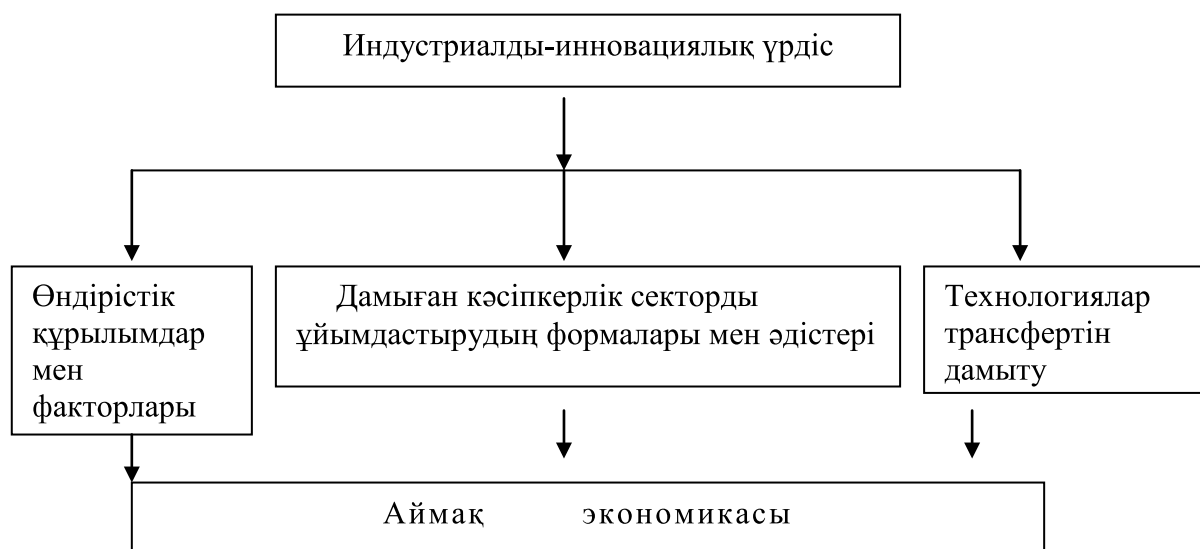 Индустриалды-инновациялық үрдіс
Өндірістік
құрылымдар
мен
факторлары
Дамыған кәсіпкерлік секторды
ұйымдастырудың формалары мен әдістері
Технологиялар
трансфертін
дамыту
Аймақ экономикасы